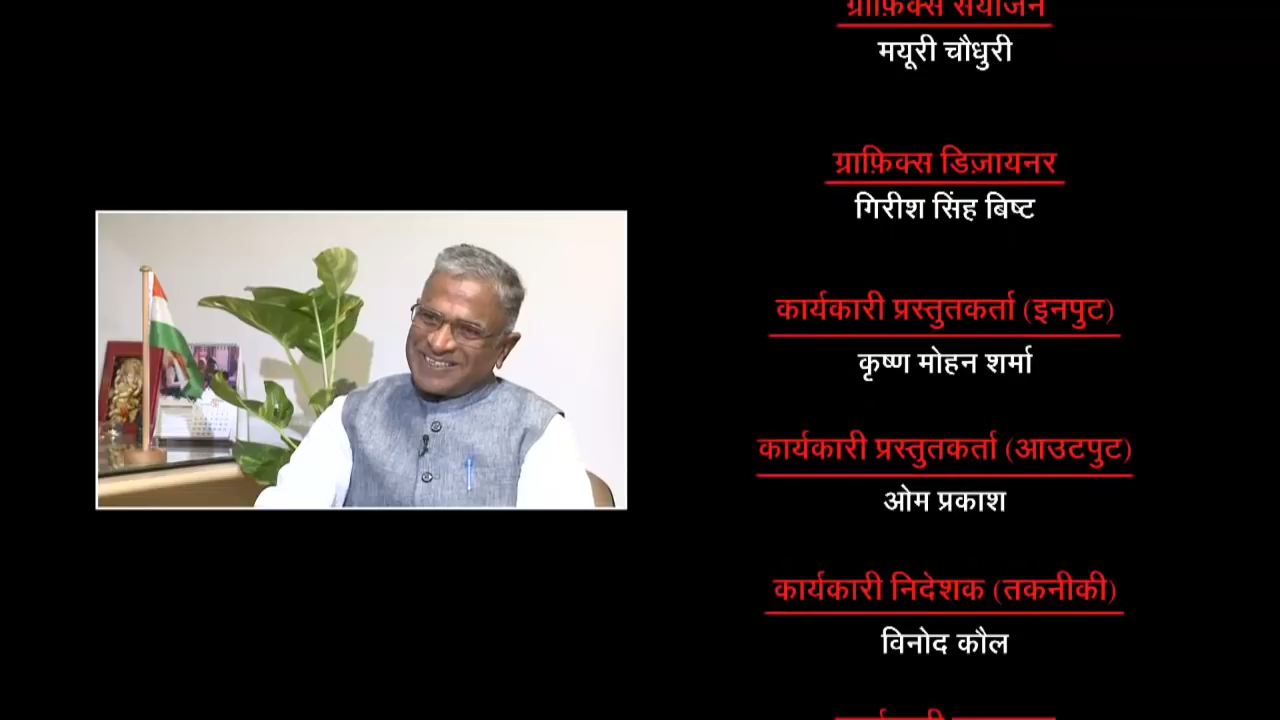 ग्राफ़िक्स संयोजन
मयूरी चौधुरी
ग्राफ़िक्स डिज़ायनर
गिरीश सिंह बिष्ट
कार्यकारी प्रस्तुतकर्ता (इनपुट)
कृष्ण मोहन शर्मा
कार्यकारी प्रस्तुतकर्ता (आउटपुट)
ओम प्रकाश
कार्यकारी निदेशक (तकनीकी)
विनोद कौल